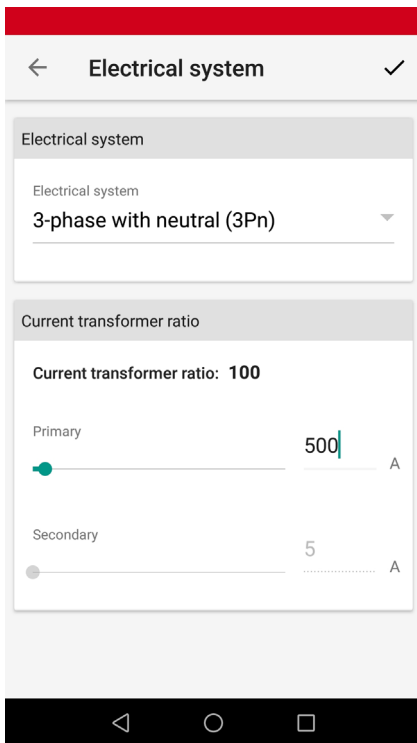 Electrical system
Electrical system
Electrical system
3-phase with neutral (3Pn)
Current transformer ratio
Current transformer ratio: 100
Primary
500
A
Secondary
5
A